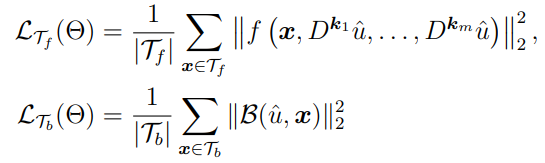 $\mathcal{L}_{\mathcal{T}_f}(\Theta) = \frac{1}{|\mathcal{T}_f|} \sum_{\boldsymbol{x} \in \mathcal{T}_f} \left\| f\left(\boldsymbol{x}, D^{\boldsymbol{k}_1}\hat{u}, \ldots, D^{\boldsymbol{k}_m}\hat{u}\right) \right\|_2^2,$
$\mathcal{L}_{\mathcal{T}_b}(\Theta) = \frac{1}{|\mathcal{T}_b|} \sum_{\boldsymbol{x} \in \mathcal{T}_b} \|\mathcal{B}(\hat{u}, \boldsymbol{x})\|_2^2$